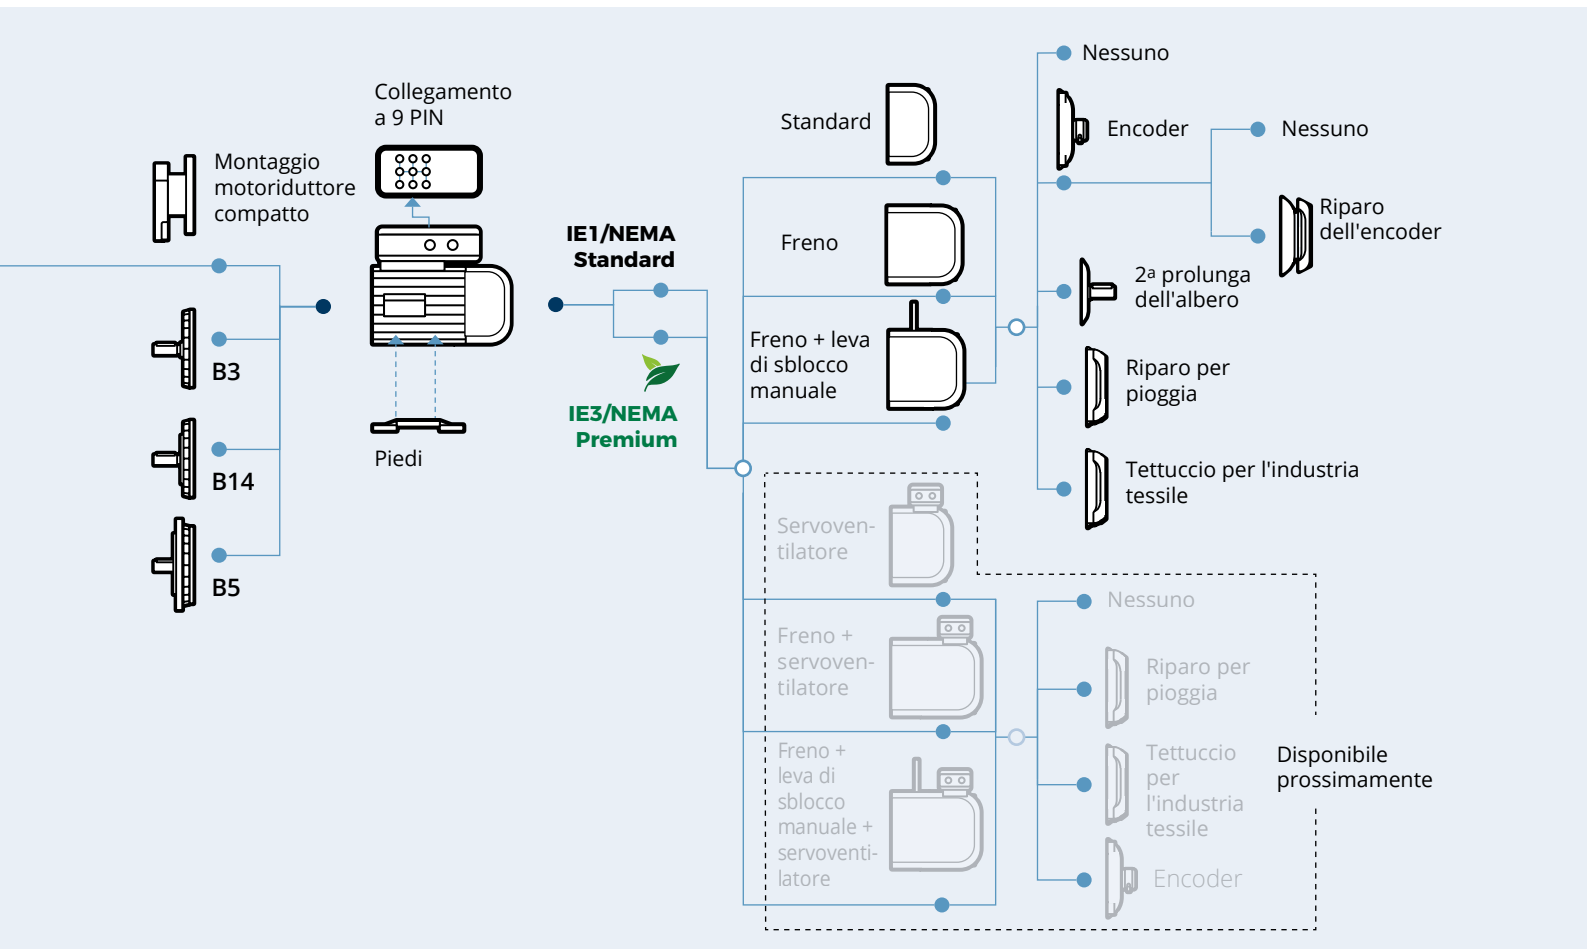 Collegamento
a 9 PIN
Montaggio
motoriduttore
compatto
B3
B14
B5
Piedi
IE1/NEMA
Standard
IE3/NEMA
Premium
Standard
Freno
Freno + leva
di sblocco
manuale
Nessuno
Encoder
Nessuno
Riparo
dell'encoder
2ª prolunga
dell'albero
Riparo per
pioggia
Tettuccio per l'industria
tessile
Servoven-
tilatore
Freno +
servoven-
tilatore
Freno +
leva di
sblocco
manuale +
servoventi-
latore
Nessuno
Riparo per
pioggia
Tettuccio
per
l'industria
tessile
Encoder
Disponibile
prossimamente